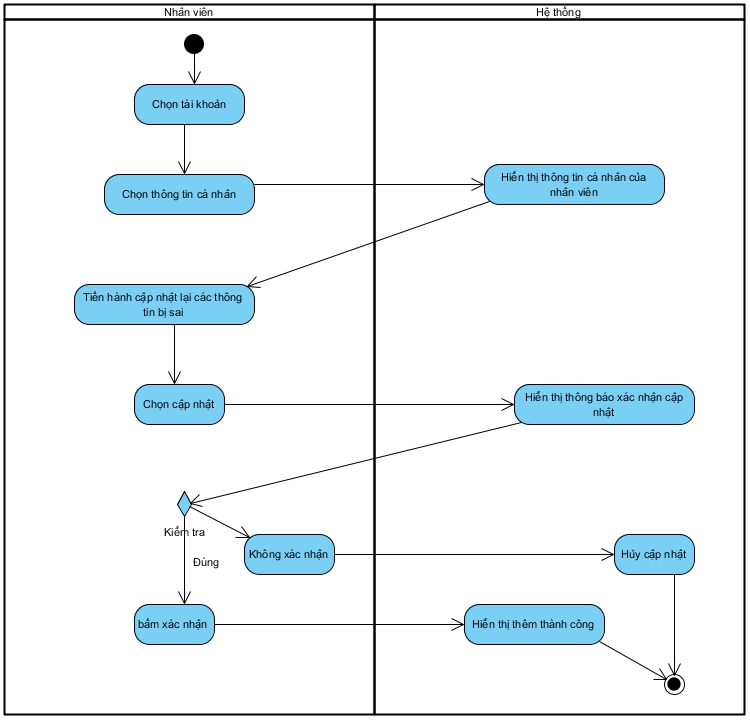 Nhân viên
Hệ thống
Chọn tài khoản
Chọn thông tin cá nhân
Hiển thị thông tin cá nhân của
nhân viên
Tiến hành cập nhật lại các thông
tin bị sai
Chọn cập nhật
Hiển thị thông báo xác nhận cập
nhật
Kiểm tra
Không xác nhận
Hủy cập nhật
Đúng
bấm xác nhận
Hiển thị thêm thành công